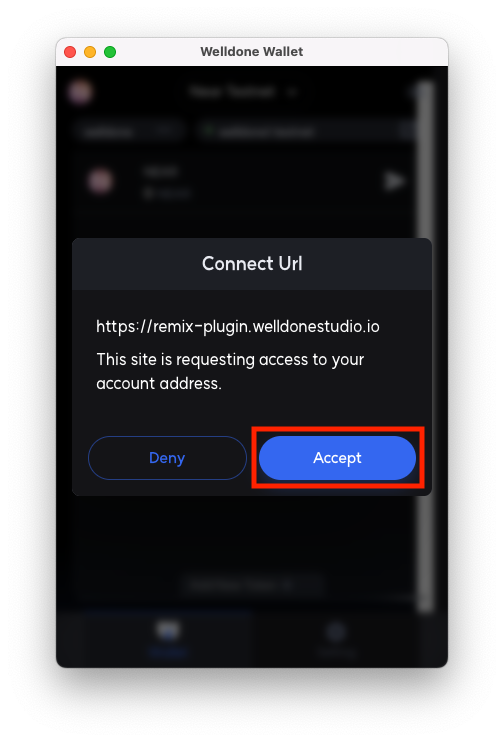 Welldone Wallet
Connect Url
https://remix-plugin.welldonestudio.io
This site is requesting access to your
account address.
Deny
Accept